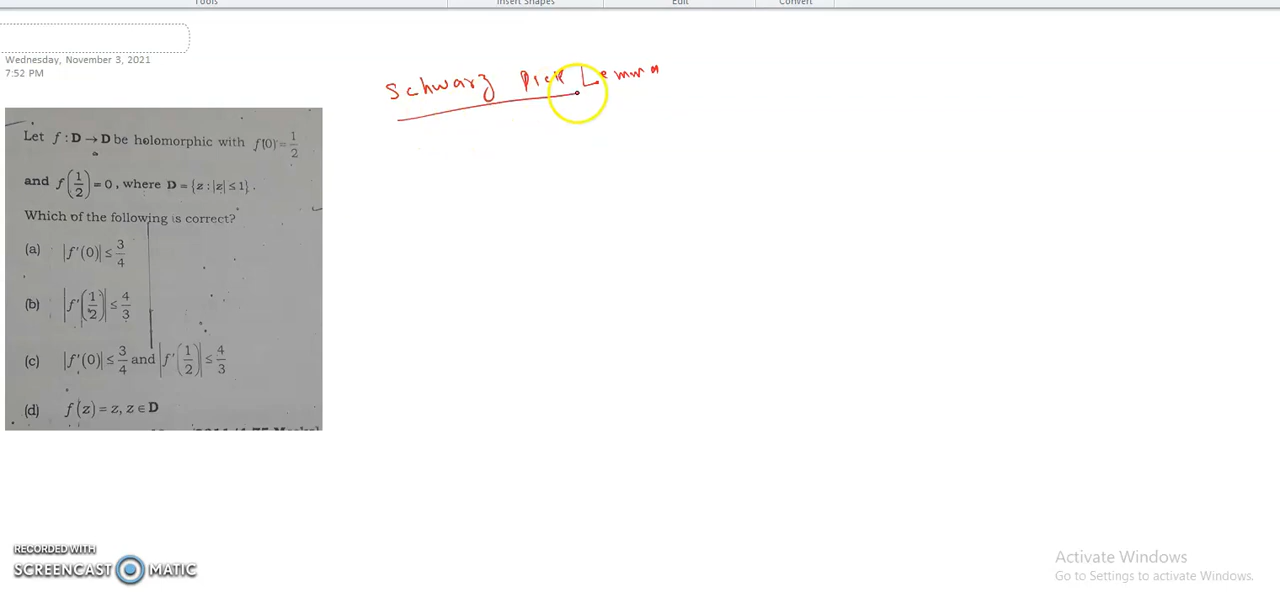 Tools Insert Shapes Edit Convert
Wednesday, November 3, 2021
7:52 PM
Schwarz Pick Lemma
Let f : D → D be holomorphic with f(0) = 1/2
and f(1/2) = 0, where D = {z : |z| ≤ 1}.
Which of the following is correct?
(a) |f'(0)| ≤ 3/4
(b) |f'(1/2)| ≤ 4/3
(c) |f'(0)| ≤ 3/4 and |f'(1/2)| ≤ 4/3
(d) f(z) = z, z ∈ D
RECORDED WITH
SCREENCAST MATIC
Activate Windows
Go to Settings to activate Windows.